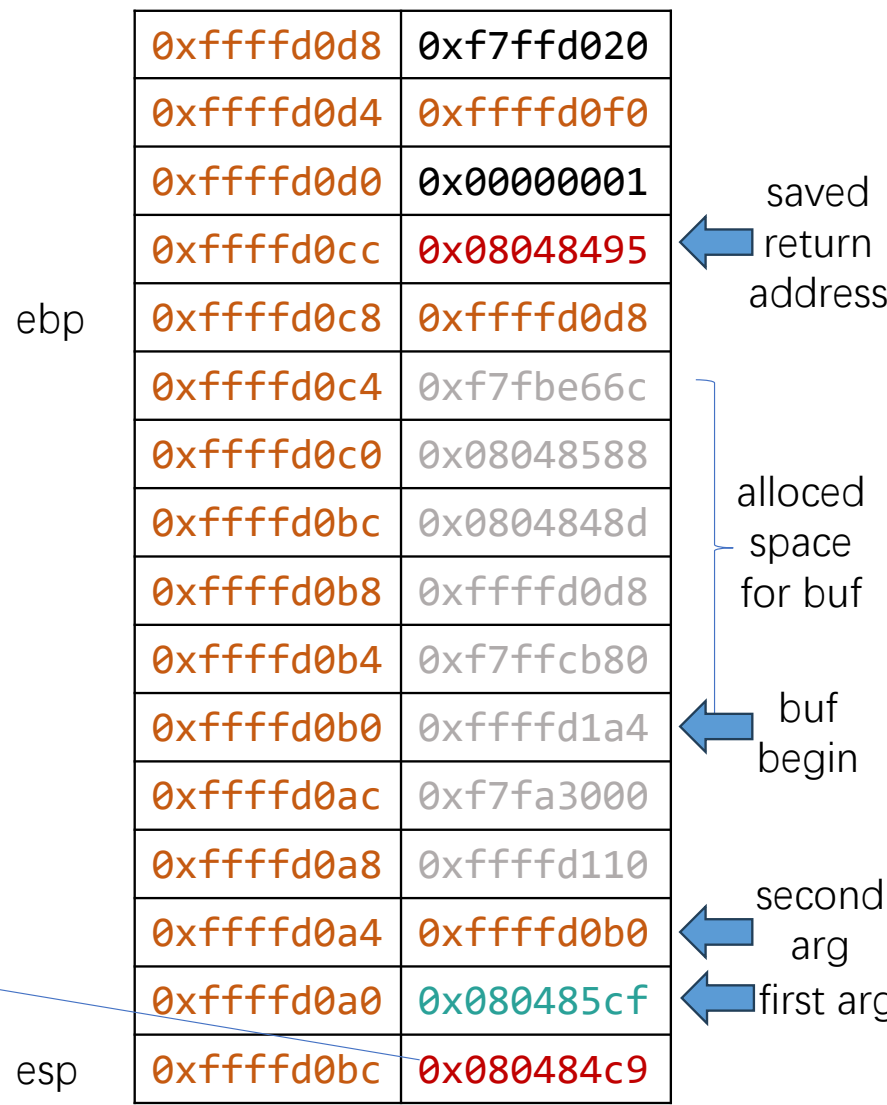 0xffffd0d8 0xf7ffd020
0xffffd0d4 0xffffd0f0
0xffffd0d0 0x00000001
saved
return
address
0xffffd0cc 0x08048495
ebp 0xffffd0c8 0xffffd0d8
0xffffd0c4 0xf7fbe66c
0xffffd0c0 0x08048588
0xffffd0bc 0x0804848d
alloced
space
for buf
0xffffd0b8 0xffffd0d8
0xffffd0b4 0xf7ffcb80
0xffffd0b0 0xffffd1a4
buf
begin
0xffffd0ac 0xf7fa3000
0xffffd0a8 0xffffd110
0xffffd0a4 0xffffd0b0
second
arg
0xffffd0a0 0x080485cf first arg
esp 0xffffd0bc 0x080484c9